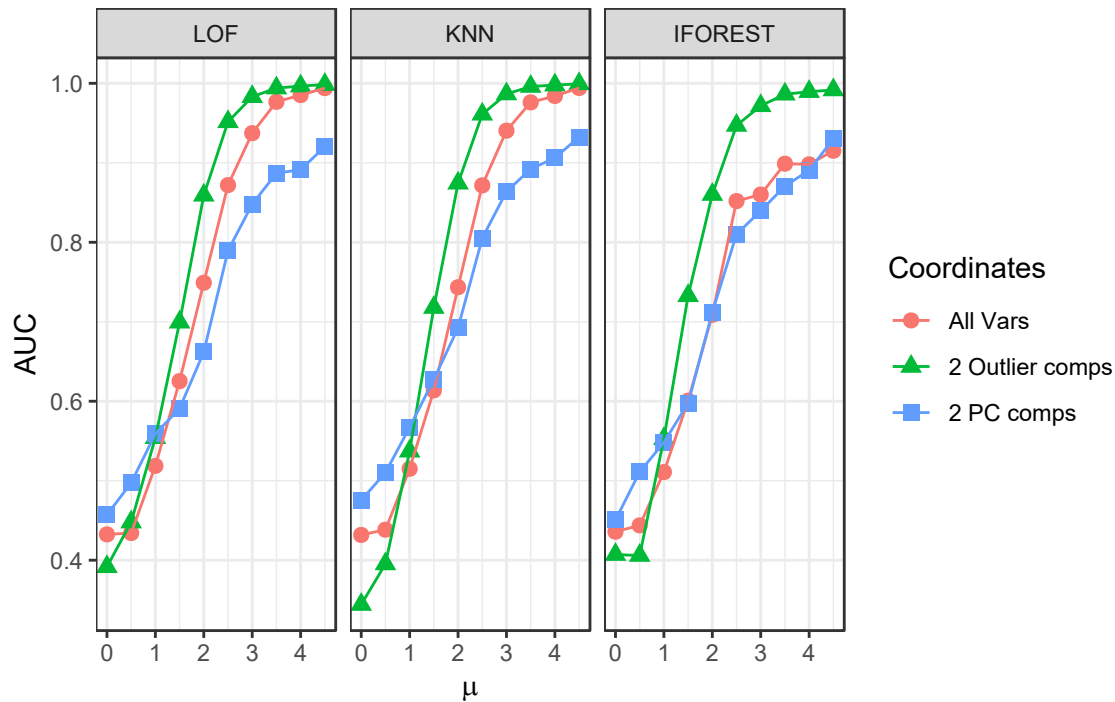 LOF KNN IFOREST
1.0
0.8
0.6
0.4
AUC
0 1 2 3 4 0 1 2 3 4 0 1 2 3 4
μ
Coordinates
All Vars
2 Outlier comps
2 PC comps